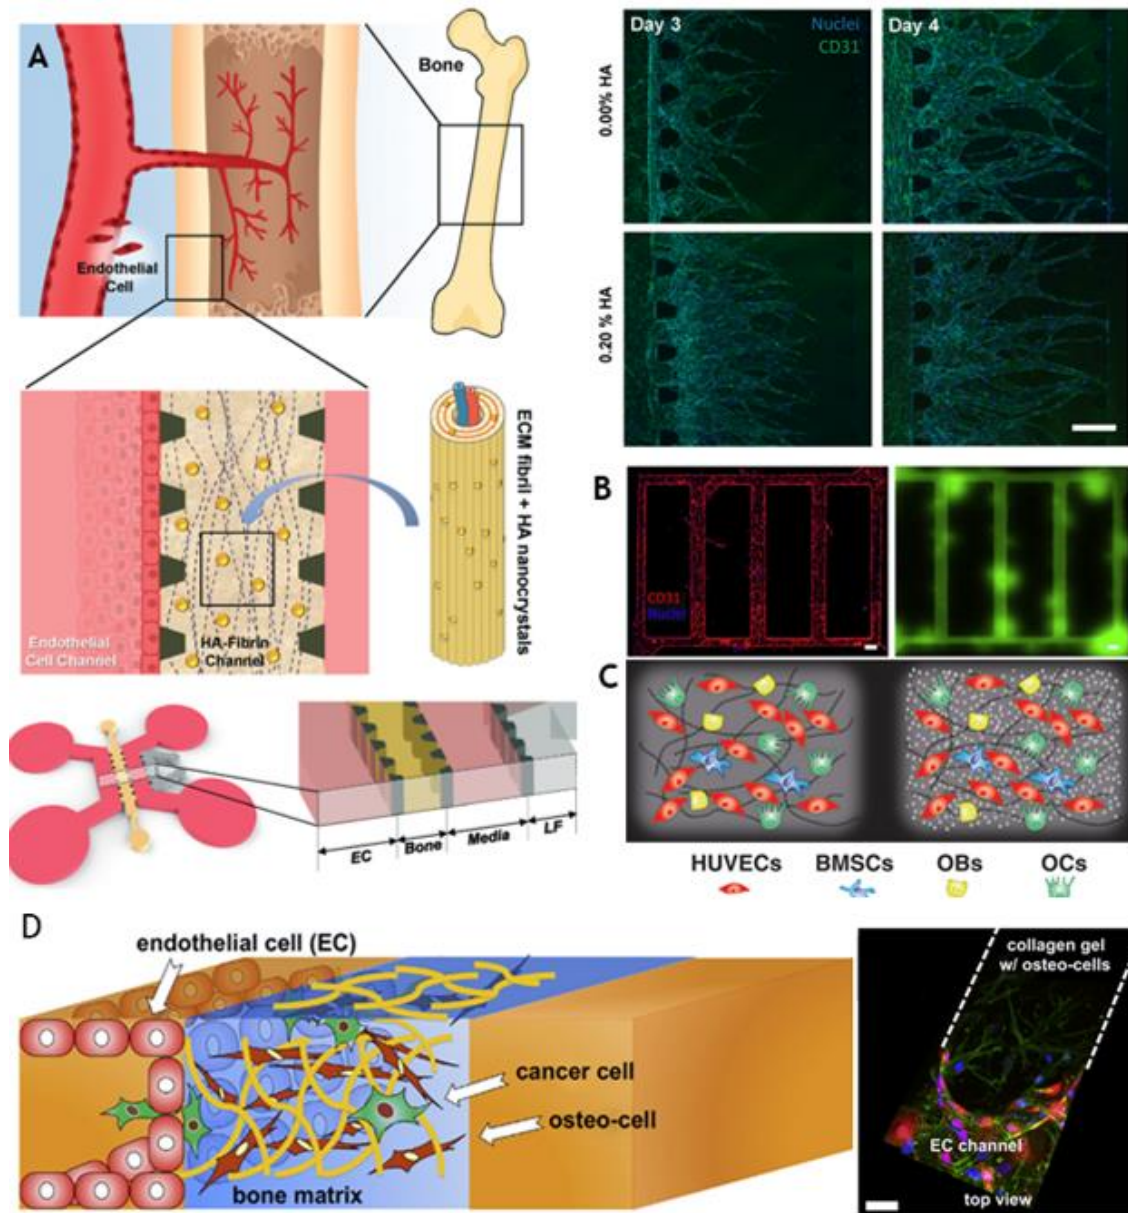 A
Bone
Endothelial
Cell
Day 3
Nuclei
CD31
Day 4
0.00% HA
0.20 % HA
ECM fibril + HA nanocrystals
Endothelial
Cell Channel
HA-Fibrin
Channel
EC
Bone
Media
LF
B
CD31
Nuclei
C
HUVECs
BMSCs
OBs
OCs
D
endothelial cell (EC)
cancer cell
osteo-cell
bone matrix
collagen gel
w/ osteo-cells
EC channel
top view